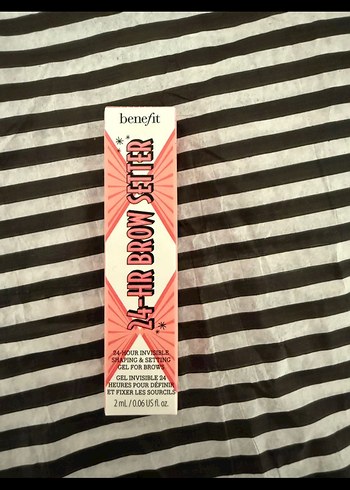 benefit
24-HR BROW SETTER
24-HOUR INVISIBLE
SHAPING & SETTING
GEL FOR BROWS
GEL INVISIBLE 24
HEURES POUR DÉFINIR
ET FIXER LES SOURCILS
2 mL / 0.06 US fl. oz.